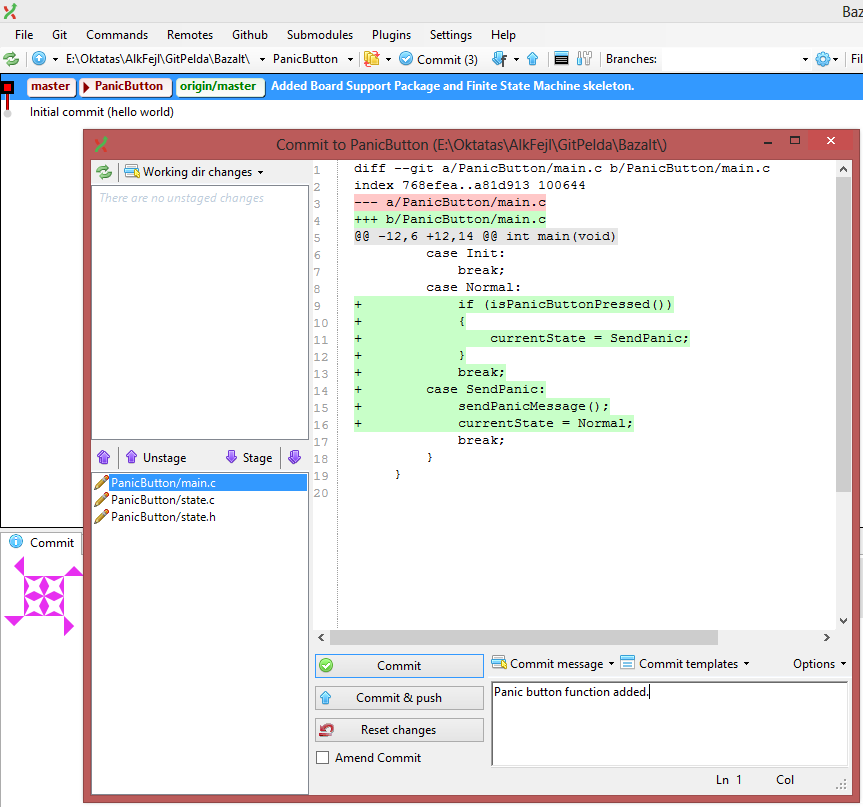 Baz
File Git Commands Remotes Github Submodules Plugins Settings Help
E:\Oktatas\AlkFejl\GitPelda\Bazalt\ PanicButton Commit (3) Branches: Fil
master PanicButton origin/master Added Board Support Package and Finite State Machine skeleton.
Initial commit (hello world)
Commit to PanicButton (E:\Oktatas\AlkFejl\GitPelda\Bazalt\)
Working dir changes
There are no unstaged changes
Unstage Stage
PanicButton/main.c
PanicButton/state.c
PanicButton/state.h
Commit
1 diff --git a/PanicButton/main.c b/PanicButton/main.c
2 index 768efea..a81d913 100644
3 --- a/PanicButton/main.c
4 +++ b/PanicButton/main.c
5 @@ -12,6 +12,14 @@ int main(void)
6 case Init:
7 break;
8 case Normal:
9 + if (isPanicButtonPressed())
10 + {
11 + currentState = SendPanic;
12 + }
13 + break;
14 + case SendPanic:
15 + sendPanicMessage();
16 + currentState = Normal;
17 break;
18 }
19 }
20
Commit
Commit & push
Reset changes
Amend Commit
Commit message Commit templates Options
Panic button function added.
Ln 1 Col